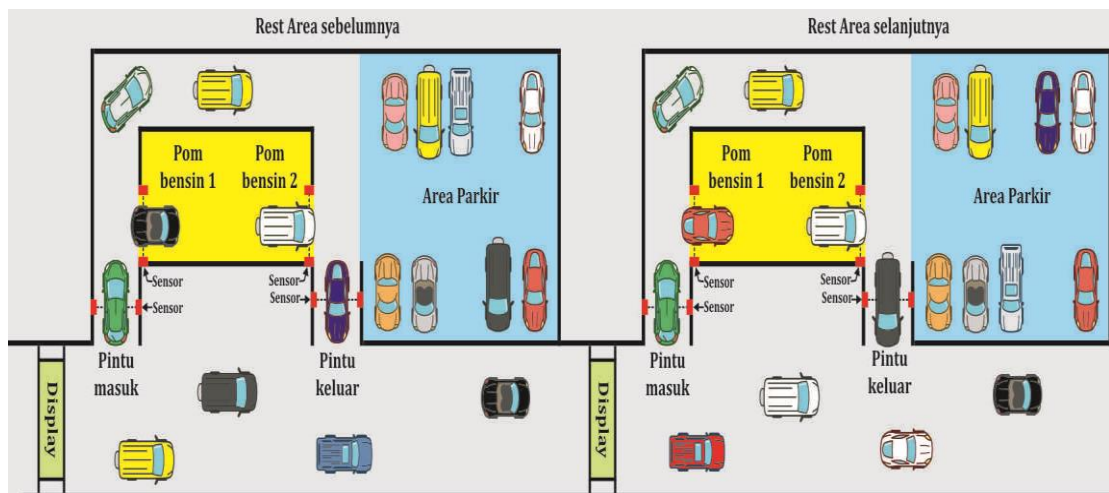 Rest Area sebelumnya
Pom
bensin 1
Pom
bensin 2
Area Parkir
Sensor
Sensor
Sensor
Sensor
Pintu
masuk
Pintu
keluar
Display
Rest Area selanjutnya
Pom
bensin 1
Pom
bensin 2
Area Parkir
Sensor
Sensor
Sensor
Sensor
Pintu
masuk
Pintu
keluar
Display